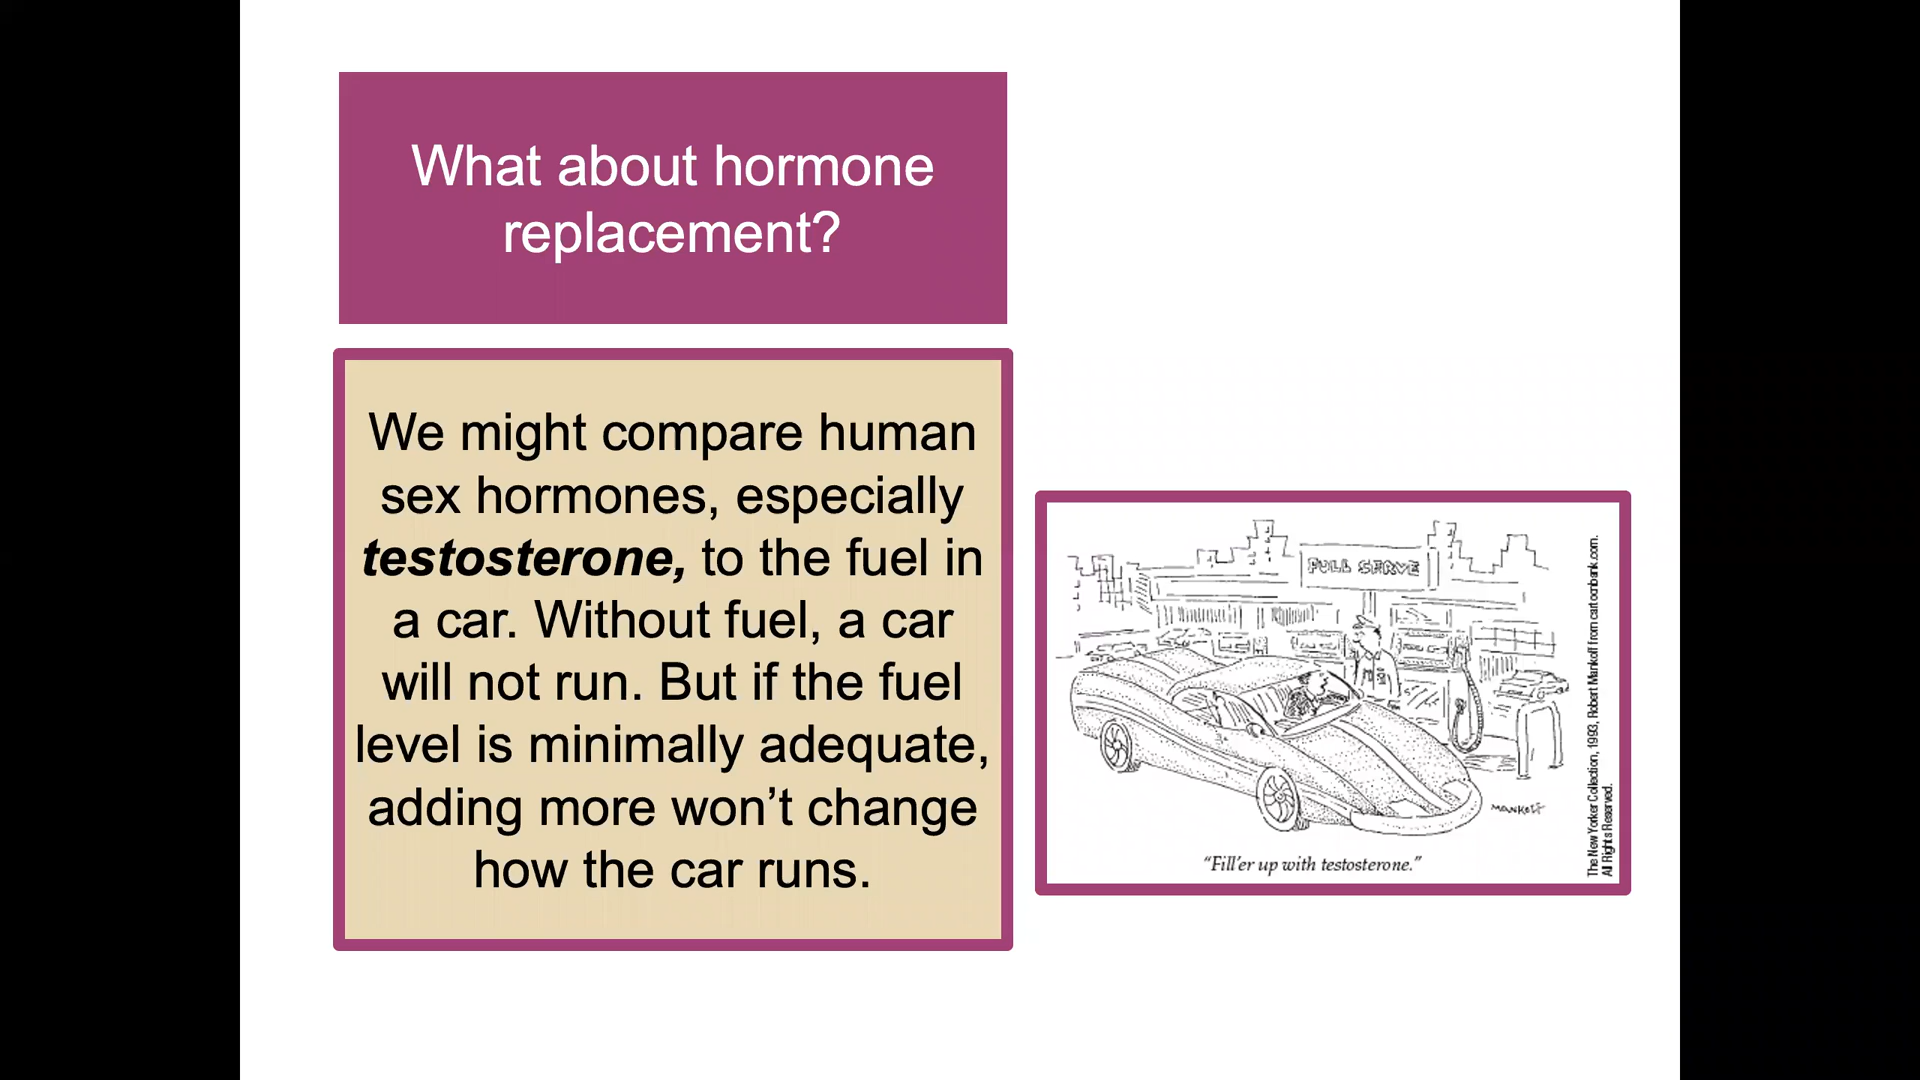 What about hormone
replacement?
We might compare human
sex hormones, especially
testosterone, to the fuel in
a car. Without fuel, a car
will not run. But if the fuel
level is minimally adequate,
adding more won’t change
how the car runs.
FULL SERVE
MANKOFF
“Fill’er up with testosterone.”
The New Yorker Collection, 1993, Robert Mankoff from cartoonbank.com.
All Rights Reserved.